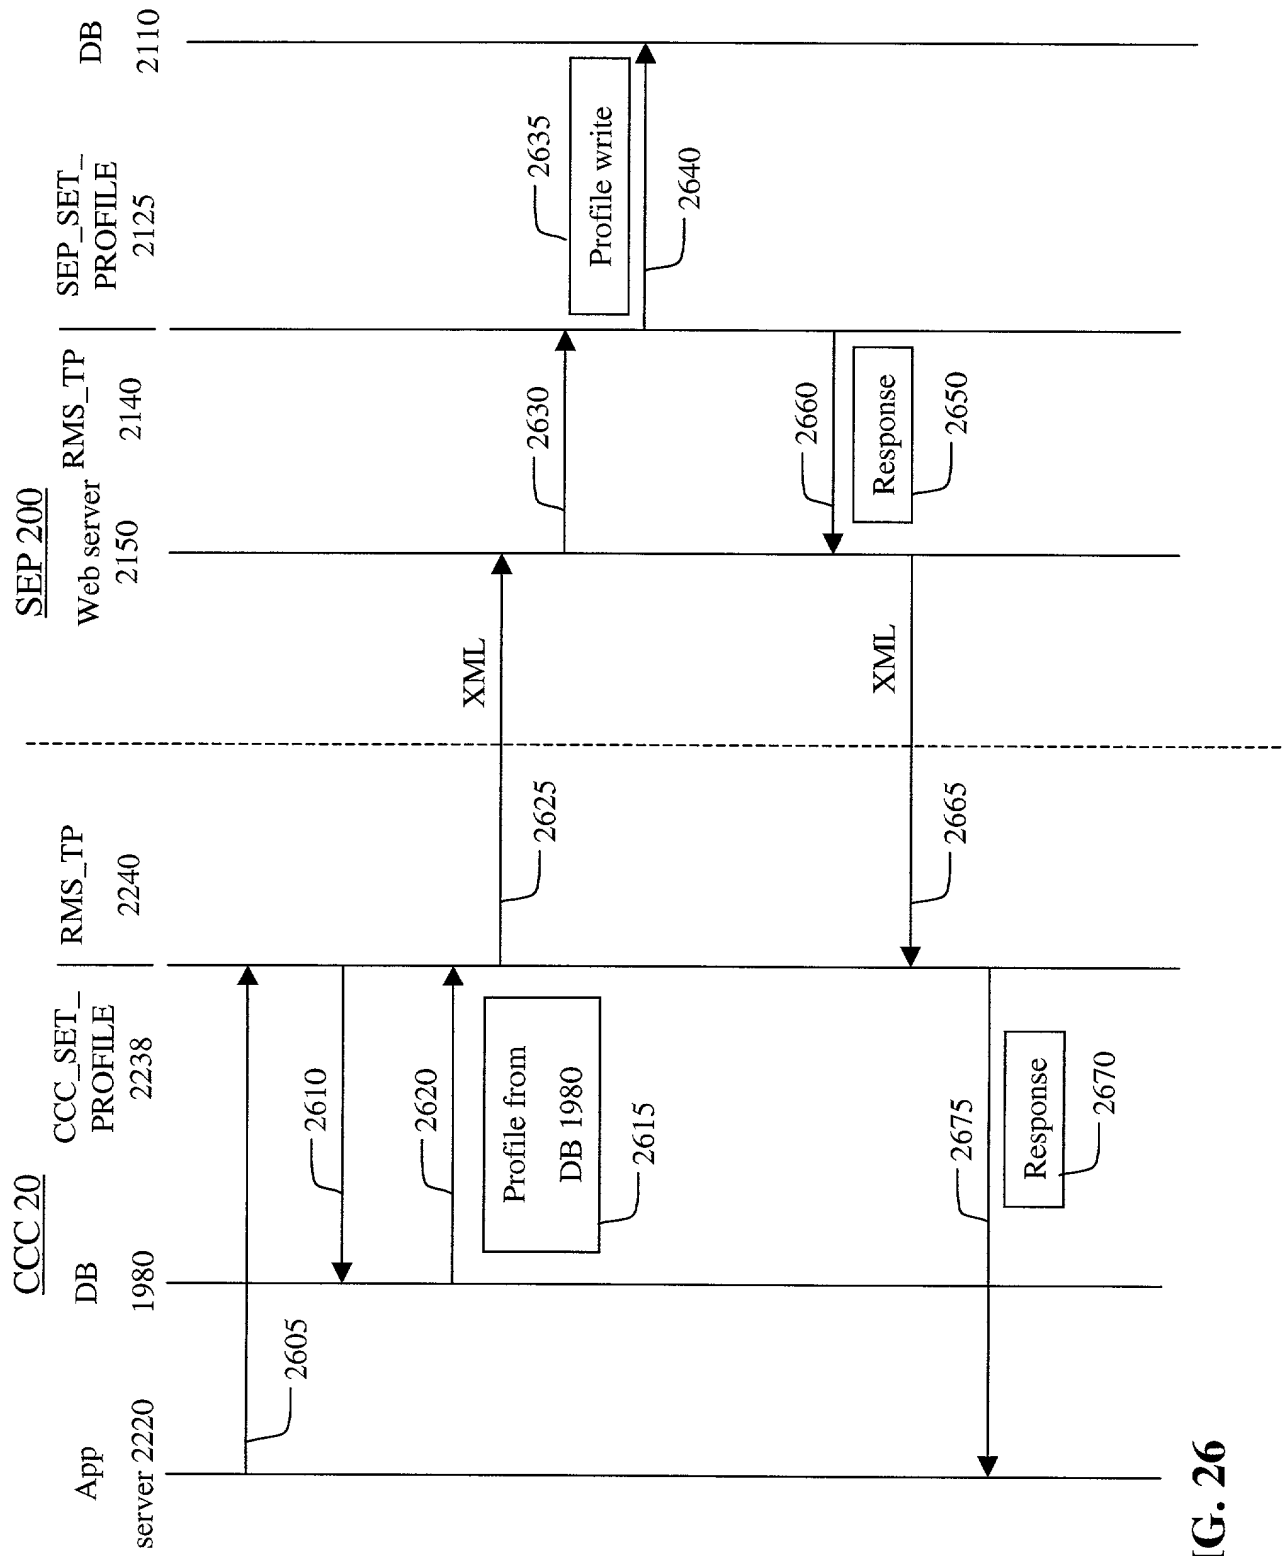 CCC 20
SEP 200
App
server 2220
DB
1980
CCC_SET_
PROFILE
2238
RMS_TP
2240
Web server
2150
RMS_TP
2140
SEP_SET_
PROFILE
2125
DB
2110
2605
2610
2620
Profile from
DB 1980
2615
XML
2625
2630
2635
Profile write
2640
2660
Response
2650
XML
2665
2675
Response
2670
G. 26